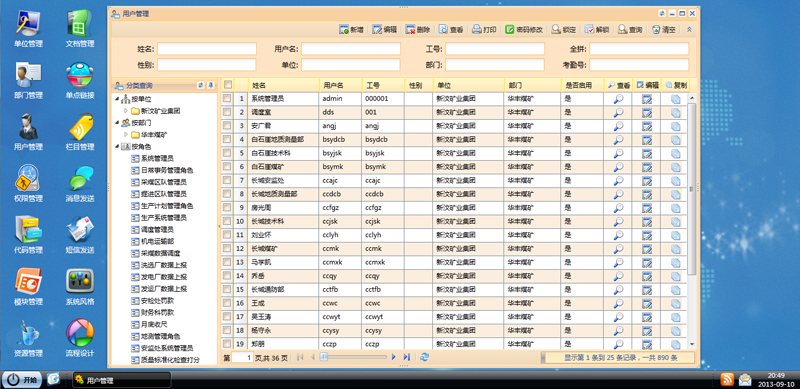 单位管理 文档管理
部门管理 单点链接
用户管理 栏目管理
权限管理 消息发送
代码管理 短信发送
模块管理 系统风格
资源管理 流程设计
用户管理
新增 编辑 删除 查看 打印 密码修改 锁定 解锁 查询 清空
姓名: 用户名: 工号: 全拼:
性别: 单位: 部门: 考勤号:
分类查询
按单位
新汶矿业集团
按部门
华丰煤矿
按角色
系统管理员
日常事务管理角色
采煤区队管理员
掘进区队管理员
生产计划管理角色
生产系统管理员
调度管理员
机电运输部
采煤数据调度
洗选厂数据上报
发电厂数据上报
发运厂数据上报
安检处罚款
财务科罚款
月底收尺
地测管理角色
安监处系统管理员
质量标准化检查打分
姓名 用户名 工号 性别 单位 部门 是否启用 查看 编辑 复制
1 系统管理员 admin 000001 新汶矿业集团 华丰煤矿 是
2 调度室 dds 001 新汶矿业集团 华丰煤矿 是
3 安广君 angj angj 新汶矿业集团 华丰煤矿 是
4 白石崖地质测量部 bsydcb bsydcb 新汶矿业集团 华丰煤矿 是
5 白石崖技术科 bsyjsk bsyjsk 新汶矿业集团 华丰煤矿 是
6 白石崖煤矿 bsymk bsymk 新汶矿业集团 华丰煤矿 是
7 长城安监处 ccajc ccajc 新汶矿业集团 华丰煤矿 是
8 长城地质测量部 ccdcb ccdcb 新汶矿业集团 华丰煤矿 是
9 房光周 ccfgz ccfgz 新汶矿业集团 华丰煤矿 是
10 长城技术科 ccjsk ccjsk 新汶矿业集团 华丰煤矿 是
11 刘业怀 cclyh cclyh 新汶矿业集团 华丰煤矿 是
12 长城煤矿 ccmk ccmk 新汶矿业集团 华丰煤矿 是
13 马学凯 ccmxk ccmxk 新汶矿业集团 华丰煤矿 是
14 齐岳 ccqy ccqy 新汶矿业集团 华丰煤矿 是
15 长城通防部 cctfb cctfb 新汶矿业集团 华丰煤矿 是
16 王成 ccwc ccwc 新汶矿业集团 华丰煤矿 是
17 吴玉涛 ccwyt ccwyt 新汶矿业集团 华丰煤矿 是
18 杨守永 ccysy ccysy 新汶矿业集团 华丰煤矿 是
19 郑朋 cczp cczp 新汶矿业集团 华丰煤矿 是
第 1 页,共 36 页 显示第 1 条到 25 条记录，一共 890 条
开始 用户管理 20:49
2013-09-10